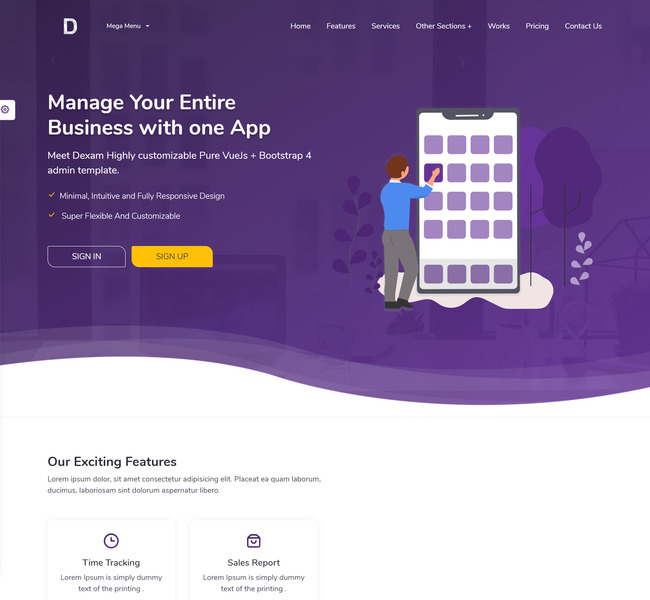 D
Mega Menu
Home Features Services Other Sections + Works Pricing Contact Us
Manage Your Entire
Business with one App
Meet Dexam Highly customizable Pure VueJs + Bootstrap 4
admin template.
Minimal, Intuitive and Fully Responsive Design
Super Flexible And Customizable
SIGN IN SIGN UP
Our Exciting Features
Lorem ipsum dolor, sit amet consectetur adipisicing elit. Placeat ea quam laborum,
ducimus, laboriosam sint dolorum aspernatur libero.
Time Tracking
Lorem Ipsum is simply dummy
text of the printing .
Sales Report
Lorem Ipsum is simply dummy
text of the printing .